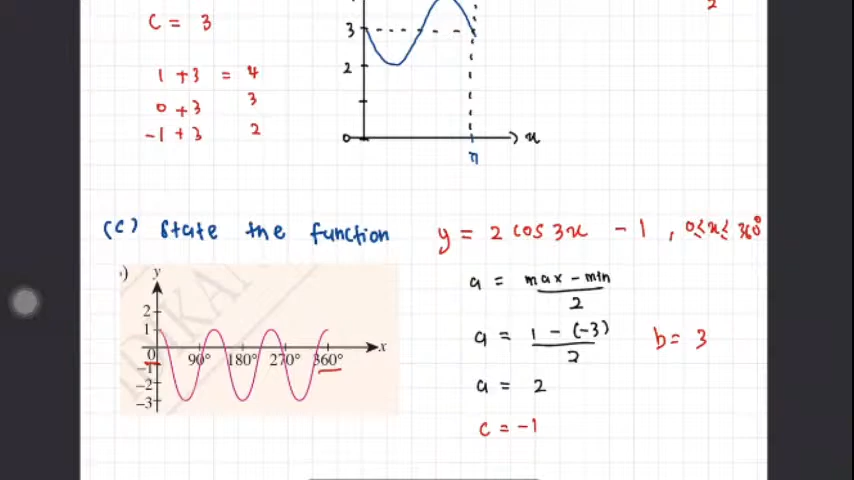 C = 3
3
1 + 3 = 4
0 + 3 3
-1 + 3 2
2
0
x
π
2
(c) State the function y = 2 cos 3x - 1 , 0≤x≤ 360°
) y
2
1
0 90° 180° 270° 360° x
-1
-2
-3
a = max - min
2
a = 1 - (-3)
2
b = 3
a = 2
c = -1